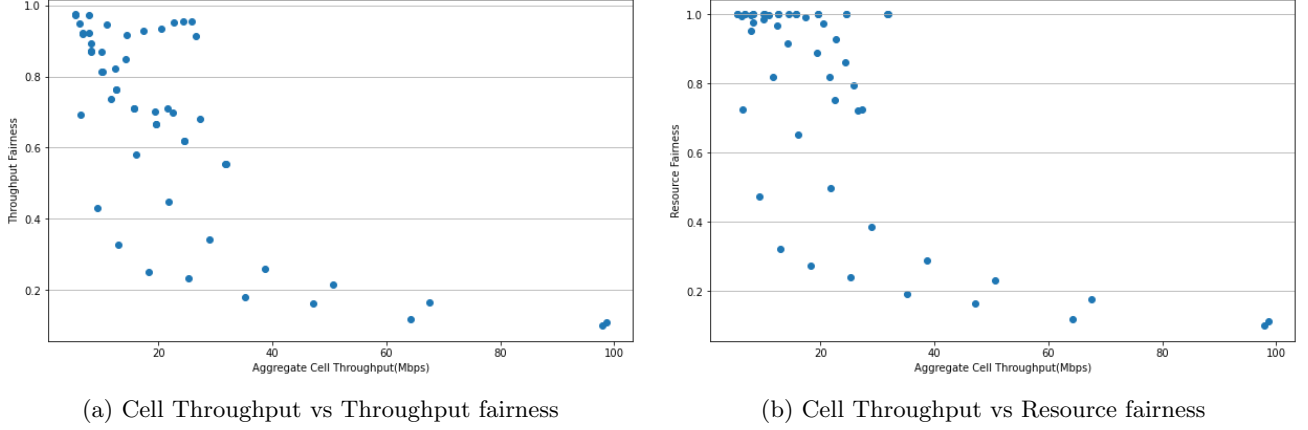 1.0
0.8
0.6
0.4
0.2
Throughput Fairness
20 40 60 80 100
Aggregate Cell Throughput(Mbps)
(a) Cell Throughput vs Throughput fairness
1.0
0.8
0.6
0.4
0.2
Resource Fairness
20 40 60 80 100
Aggregate Cell Throughput(Mbps)
(b) Cell Throughput vs Resource fairness